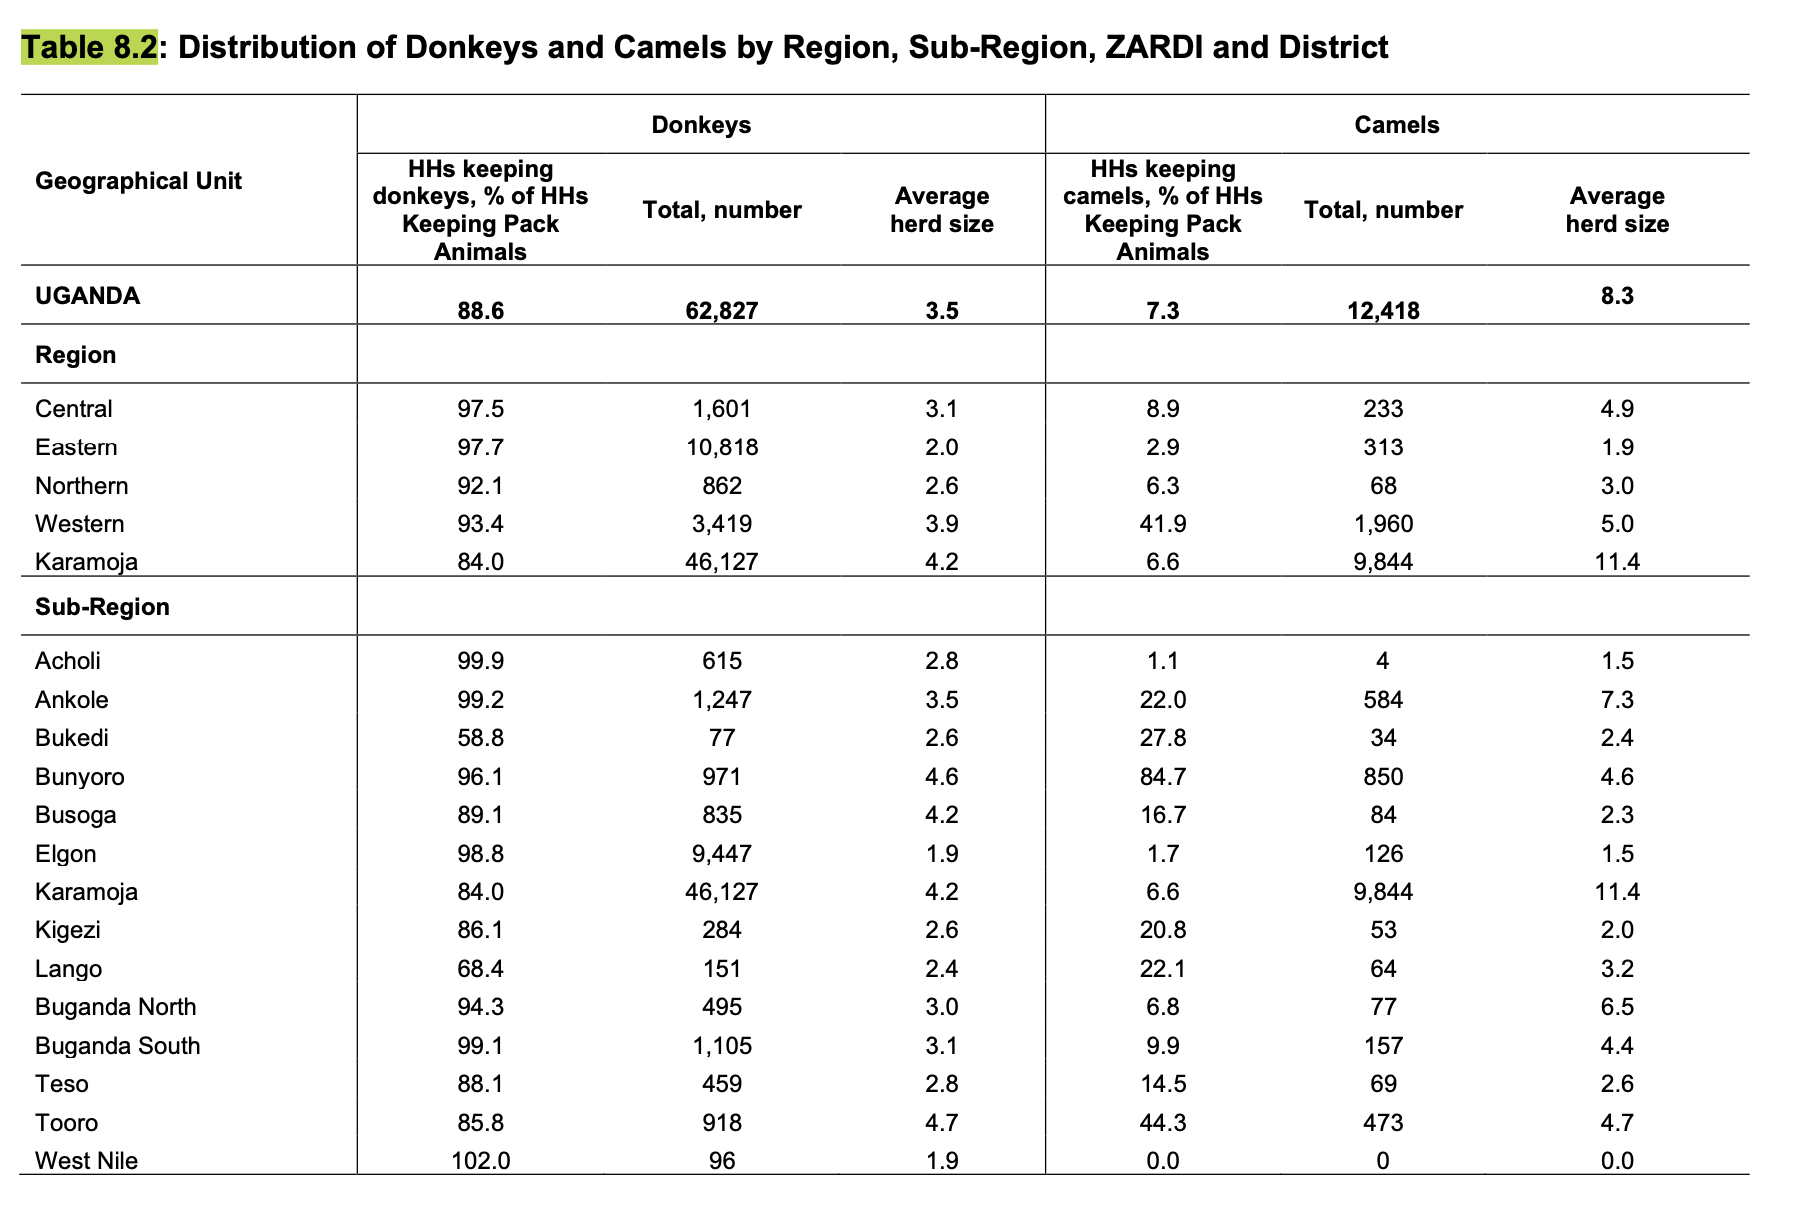 Table 8.2: Distribution of Donkeys and Camels by Region, Sub-Region, ZARDI and District
Geographical Unit
Donkeys
Camels
HHs keeping donkeys, % of HHs Keeping Pack Animals
Total, number
Average herd size
HHs keeping camels, % of HHs Keeping Pack Animals
Total, number
Average herd size
UGANDA 88.6 62,827 3.5 7.3 12,418 8.3
Region
Central 97.5 1,601 3.1 8.9 233 4.9
Eastern 97.7 10,818 2.0 2.9 313 1.9
Northern 92.1 862 2.6 6.3 68 3.0
Western 93.4 3,419 3.9 41.9 1,960 5.0
Karamoja 84.0 46,127 4.2 6.6 9,844 11.4
Sub-Region
Acholi 99.9 615 2.8 1.1 4 1.5
Ankole 99.2 1,247 3.5 22.0 584 7.3
Bukedi 58.8 77 2.6 27.8 34 2.4
Bunyoro 96.1 971 4.6 84.7 850 4.6
Busoga 89.1 835 4.2 16.7 84 2.3
Elgon 98.8 9,447 1.9 1.7 126 1.5
Karamoja 84.0 46,127 4.2 6.6 9,844 11.4
Kigezi 86.1 284 2.6 20.8 53 2.0
Lango 68.4 151 2.4 22.1 64 3.2
Buganda North 94.3 495 3.0 6.8 77 6.5
Buganda South 99.1 1,105 3.1 9.9 157 4.4
Teso 88.1 459 2.8 14.5 69 2.6
Tooro 85.8 918 4.7 44.3 473 4.7
West Nile 102.0 96 1.9 0.0 0 0.0